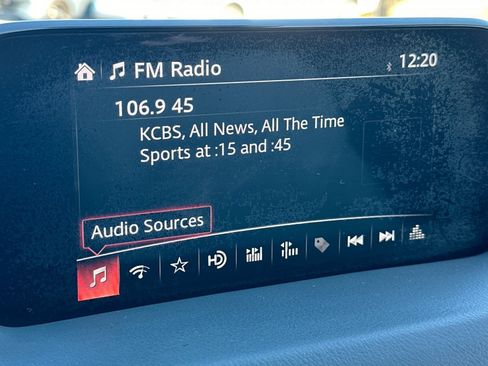 FM Radio
12:20
106.9 45
KCBS, All News, All The Time
Sports at :15 and :45
Audio Sources
HD